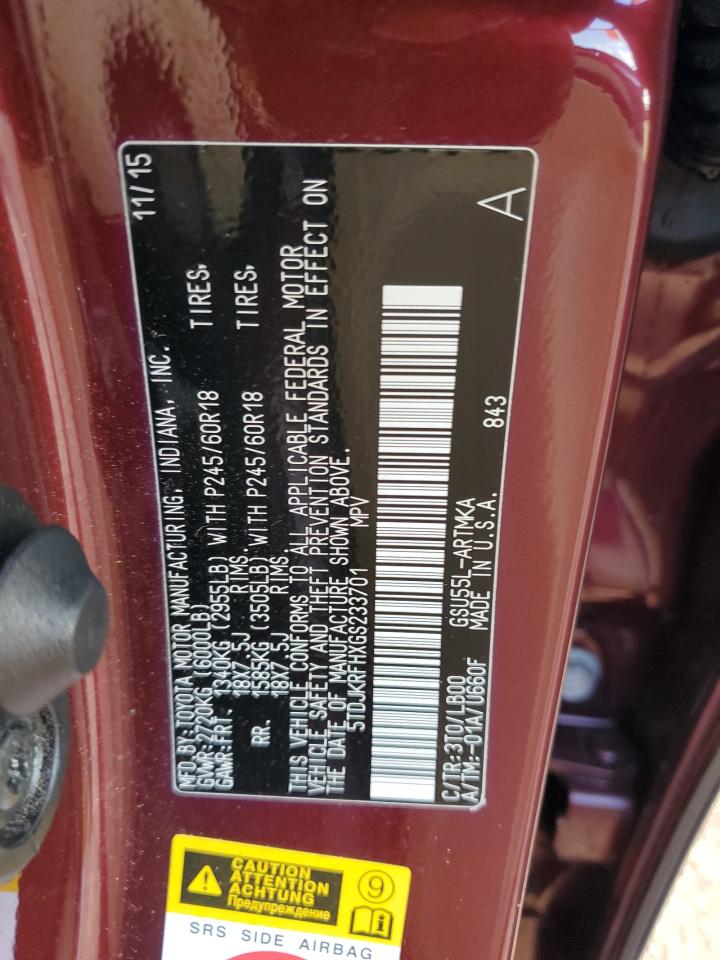 MFD.BY:TOYOTA MOTOR MANUFACTURING, INDIANA, INC. 11/15
GVWR:2720KG (6000LB)
GAWR:FRT. 1340KG (2955LB) WITH P245/60R18 TIRES,
18X7.5J RIMS.
RR. 1585KG (3505LB) WITH P245/60R18 TIRES,
18X7.5J RIMS.
THIS VEHICLE CONFORMS TO ALL APPLICABLE FEDERAL MOTOR
VEHICLE SAFETY AND THEFT PREVENTION STANDARDS IN EFFECT ON
THE DATE OF MANUFACTURE SHOWN ABOVE.
5TDJKRFHXGS233701 MPV
C/TR:3T0/LB00 GSU55L-ARTMKA 843 A
A/TM:-01A/U660F MADE IN U.S.A.
CAUTION
ATTENTION
ACHTUNG
Предупреждение
9
i
SRS SIDE AIRBAG